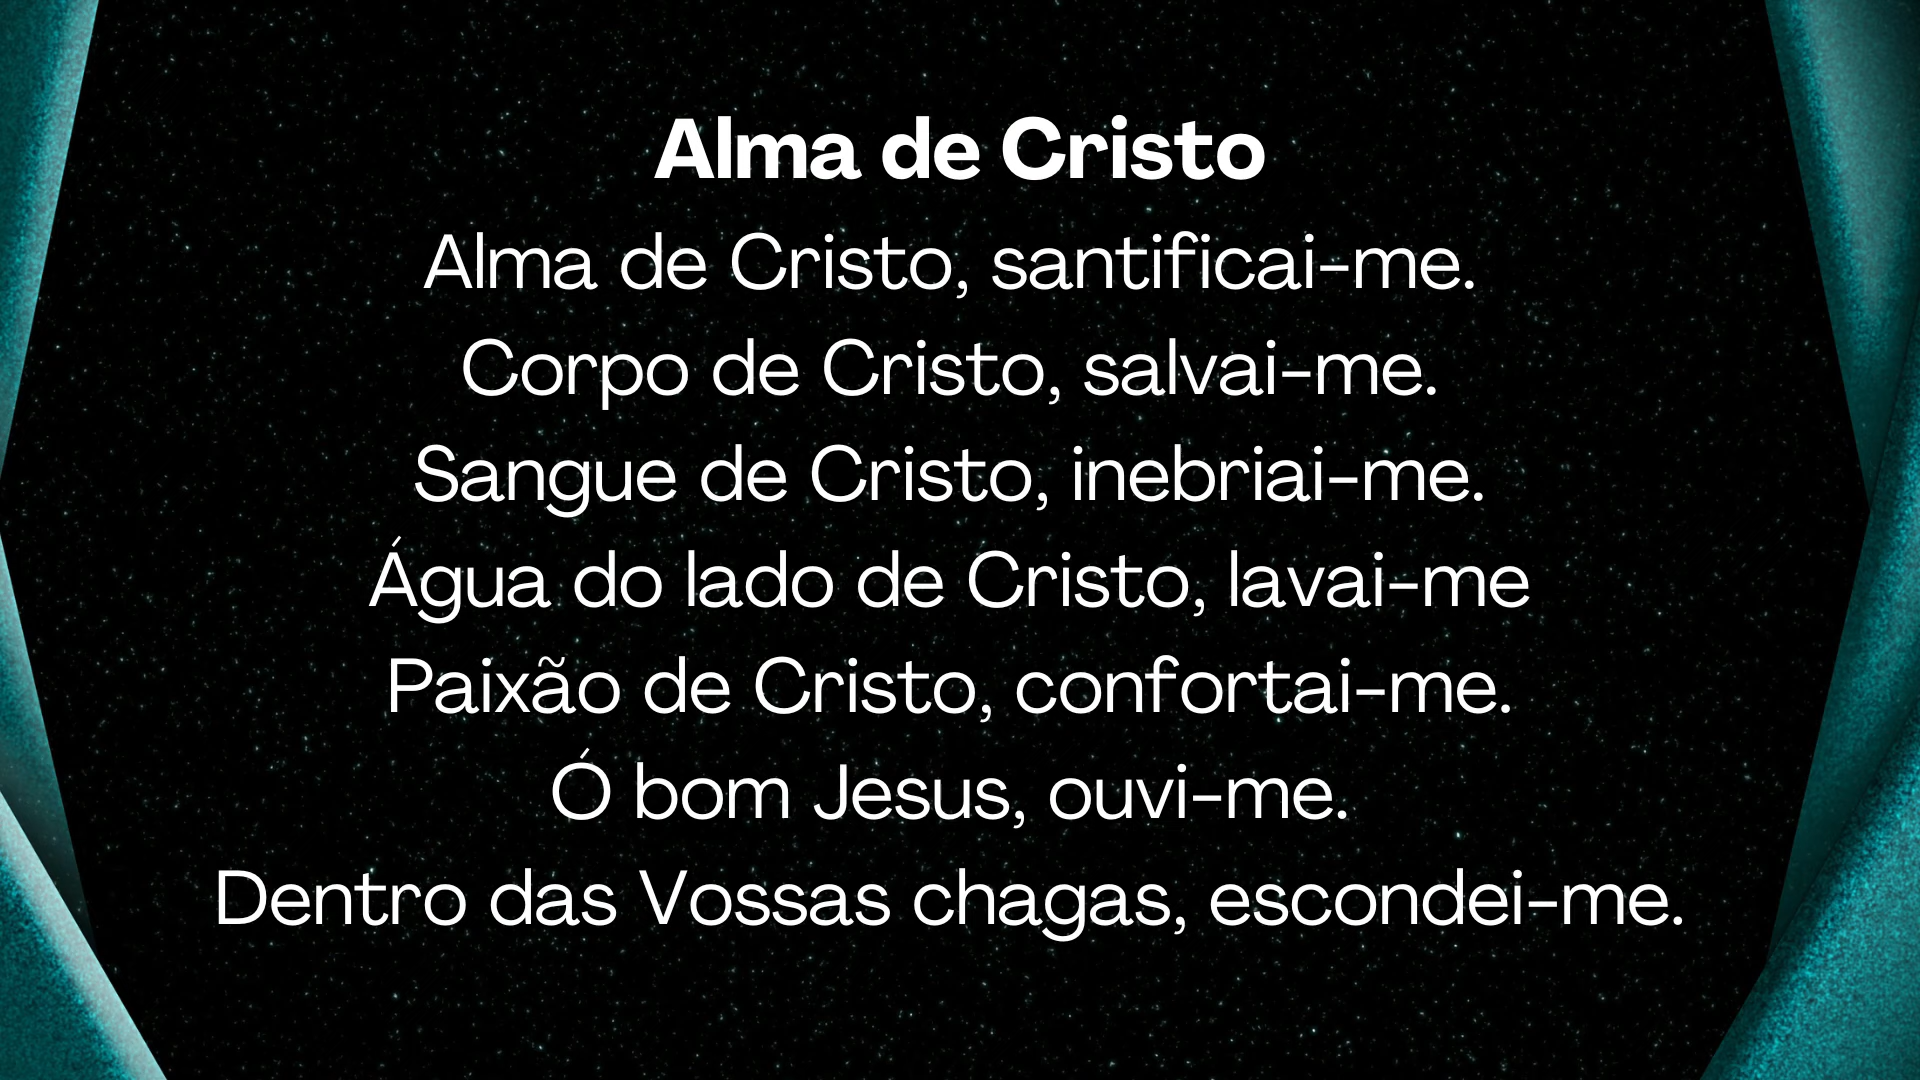 Alma de Cristo
Alma de Cristo, santificai-me.
Corpo de Cristo, salvai-me.
Sangue de Cristo, inebriai-me.
Água do lado de Cristo, lavai-me
Paixão de Cristo, confortai-me.
Ó bom Jesus, ouvi-me.
Dentro das Vossas chagas, escondei-me.